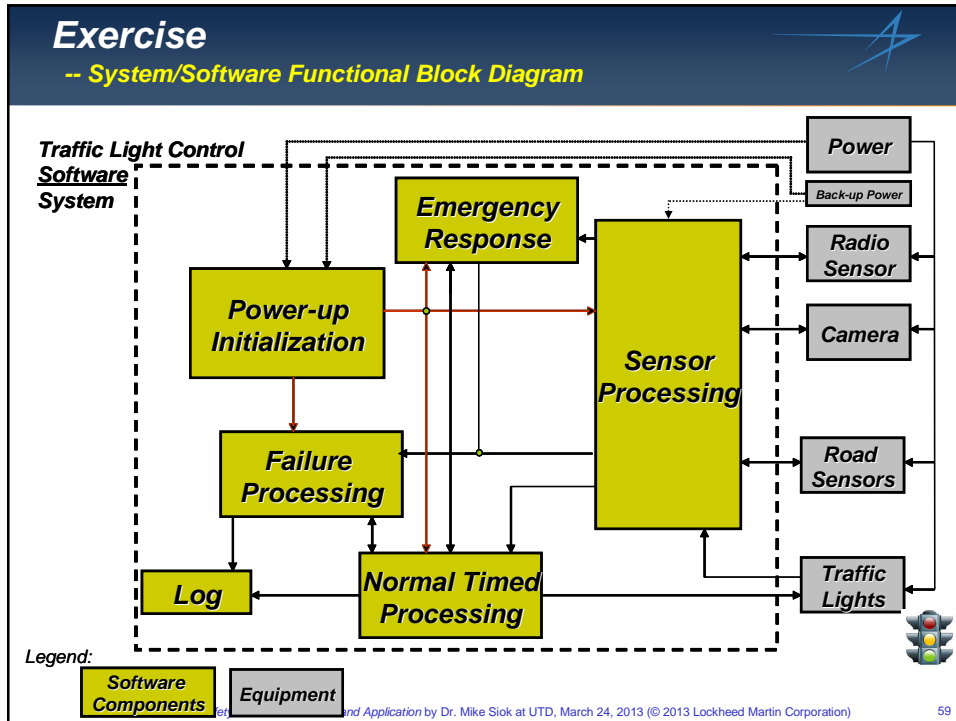 Exercise
-- System/Software Functional Block Diagram
Traffic Light Control
Software
System
Power
Back-up Power
Emergency
Response
Radio
Sensor
Power-up
Initialization
Camera
Sensor
Processing
Failure
Processing
Road
Sensors
Normal Timed
Processing
Log
Traffic
Lights
Legend:
Software
Components
Equipment
and Application by Dr. Mike Siok at UTD, March 24, 2013 (© 2013 Lockheed Martin Corporation)
59